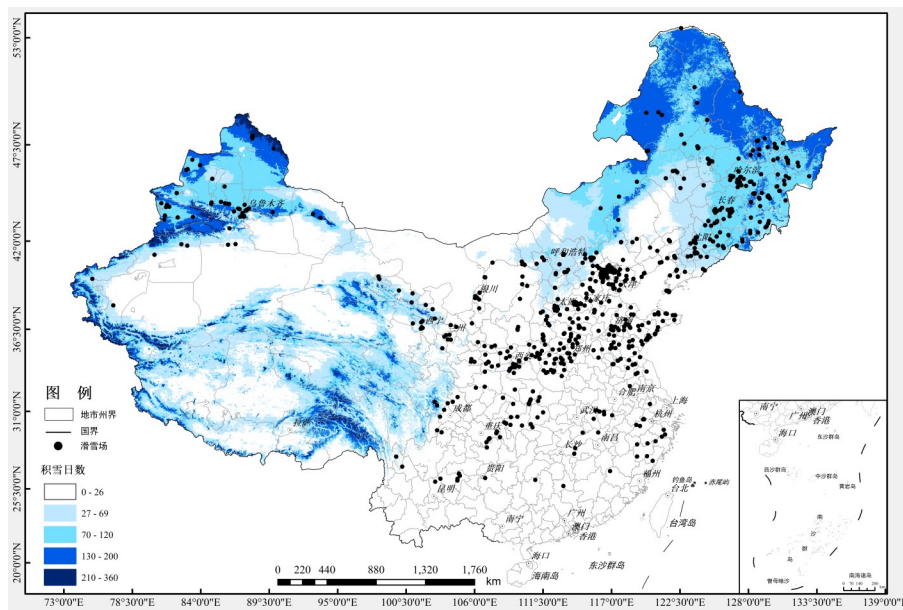 53°0'0"N
47°30'0"N
42°0'0"N
36°30'0"N
31°0'0"N
25°30'0"N
20°0'0"N
哈尔滨
长春
沈阳
乌鲁木齐
呼和浩特
银川
西宁
郑州
成都
重庆
合肥
南京
上海
武汉
杭州
长沙
南昌
贵阳
昆明
福州
台北
钓鱼岛
赤尾屿
台湾岛
南宁
广州
澳门
香港
海口
海南岛
东沙群岛
图 例
地市州界
国界
滑雪场
积雪日数
0 - 26
27 - 69
70 - 120
130 - 200
210 - 360
0 220 440 880 1,320 1,760
km
南宁
广州
澳门
香港
海口
东沙群岛
西沙群岛
中沙群岛
黄岩岛
南
沙
群
岛
曾母暗沙
南海诸岛
73°0'0"E 78°30'0"E 84°0'0"E 89°30'0"E 95°0'0"E 100°30'0"E 106°0'0"E 111°30'0"E 117°0'0"E 122°30'0"E 128°0'0"E 133°30'0"E 139°0'0"E